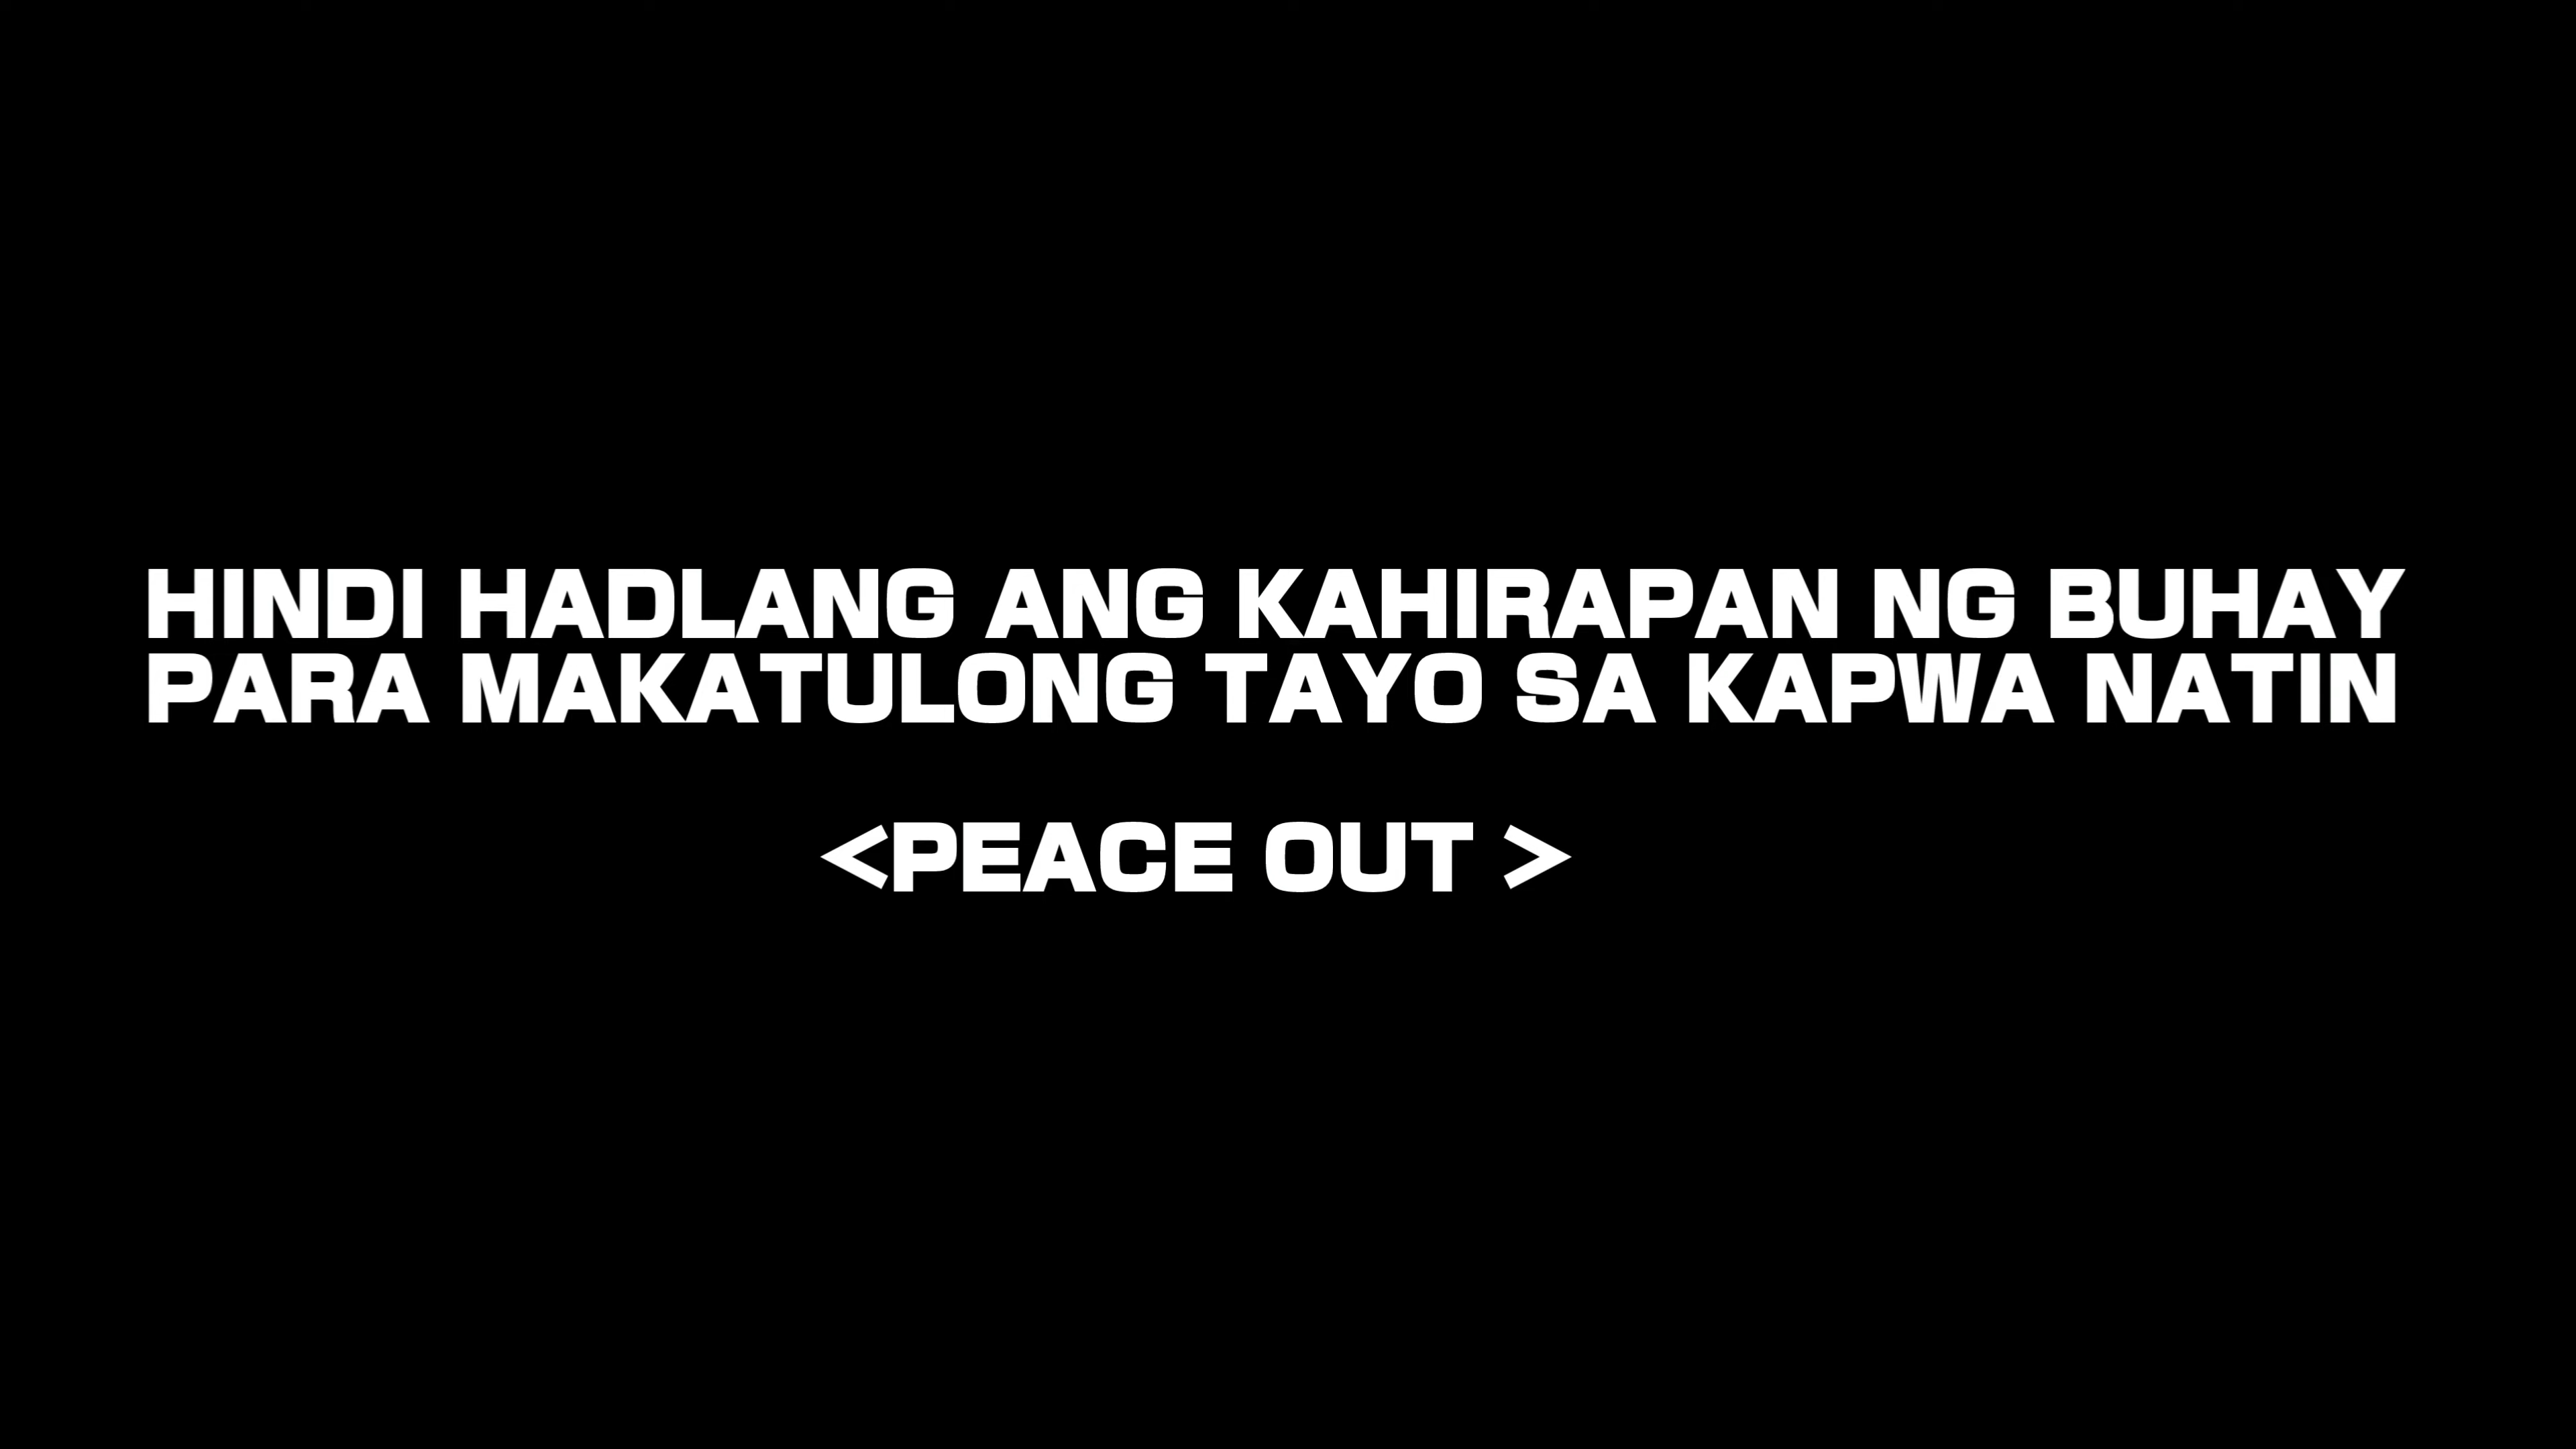 HINDI HADLANG ANG KAHIRAPAN NG BUHAY
PARA MAKATULONG TAYO SA KAPWA NATIN
<PEACE OUT >